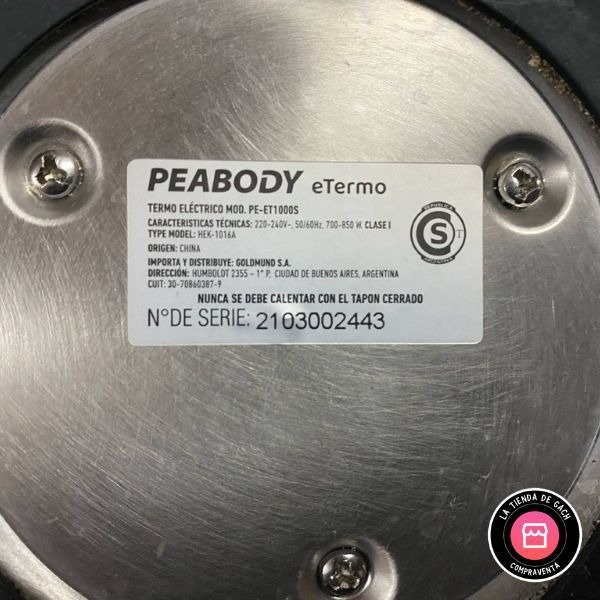 PEABODY eTermo
TERMO ELÉCTRICO MOD. PE-ET1000S
CARACTERISTICAS TÉCNICAS: 220-240V~, 50/60Hz, 700-850 W. CLASE I
TYPE MODEL: HEK-1016A
ORIGEN: CHINA
IMPORTA Y DISTRIBUYE: GOLDMUND S.A.
DIRECCIÓN: HUMBOLDT 2355 – 1° P, CIUDAD DE BUENOS AIRES, ARGENTINA
CUIT: 30-70860387-9
NUNCA SE DEBE CALENTAR CON EL TAPON CERRADO
N°DE SERIE: 2103002443
REPUBLICA
S T
ARGENTINA
LA TIENDA DE GACH
COMPRAVENTA